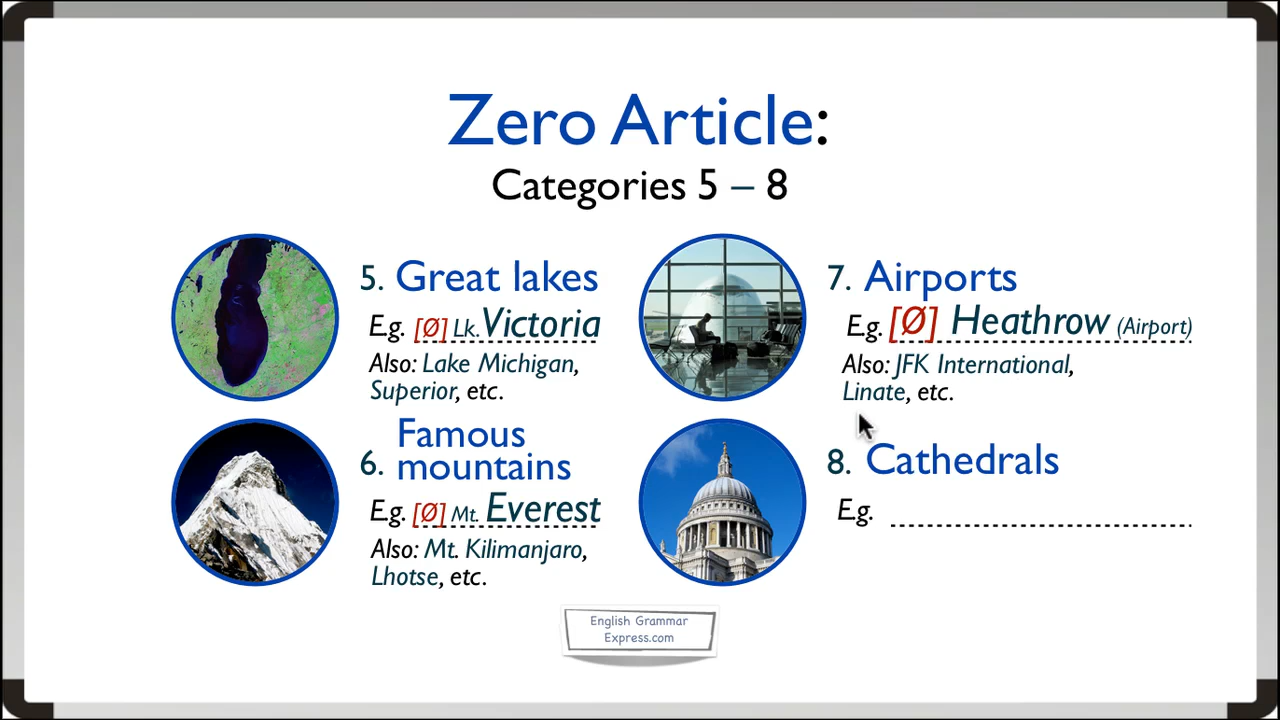 Zero Article:
Categories 5 – 8
5. Great lakes
E.g. [Ø] Lk. Victoria
Also: Lake Michigan,
Superior, etc.
6. Famous
mountains
E.g. [Ø] Mt. Everest
Also: Mt. Kilimanjaro,
Lhotse, etc.
7. Airports
E.g. [Ø] Heathrow (Airport)
Also: JFK International,
Linate, etc.
8. Cathedrals
E.g.
English Grammar
Express.com